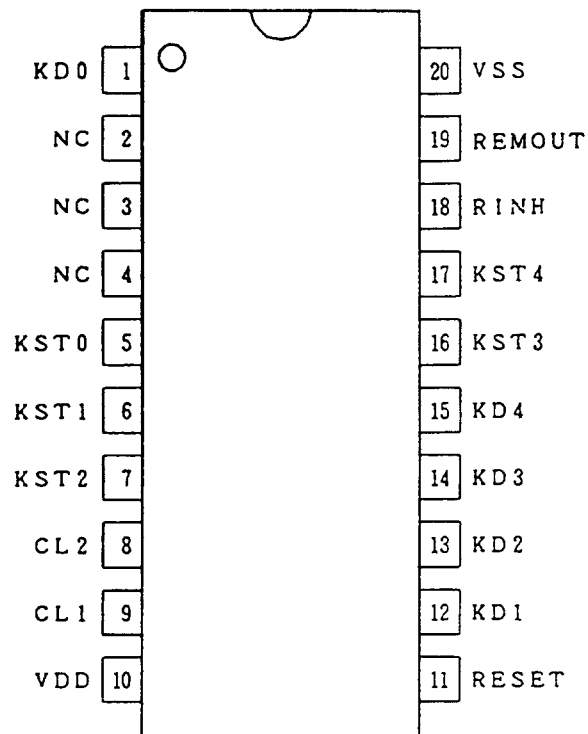 KD0 1 20 VSS
NC 2 19 REMOUT
NC 3 18 RINH
NC 4 17 KST4
KST0 5 16 KST3
KST1 6 15 KD4
KST2 7 14 KD3
CL2 8 13 KD2
CL1 9 12 KD1
VDD 10 11 RESET